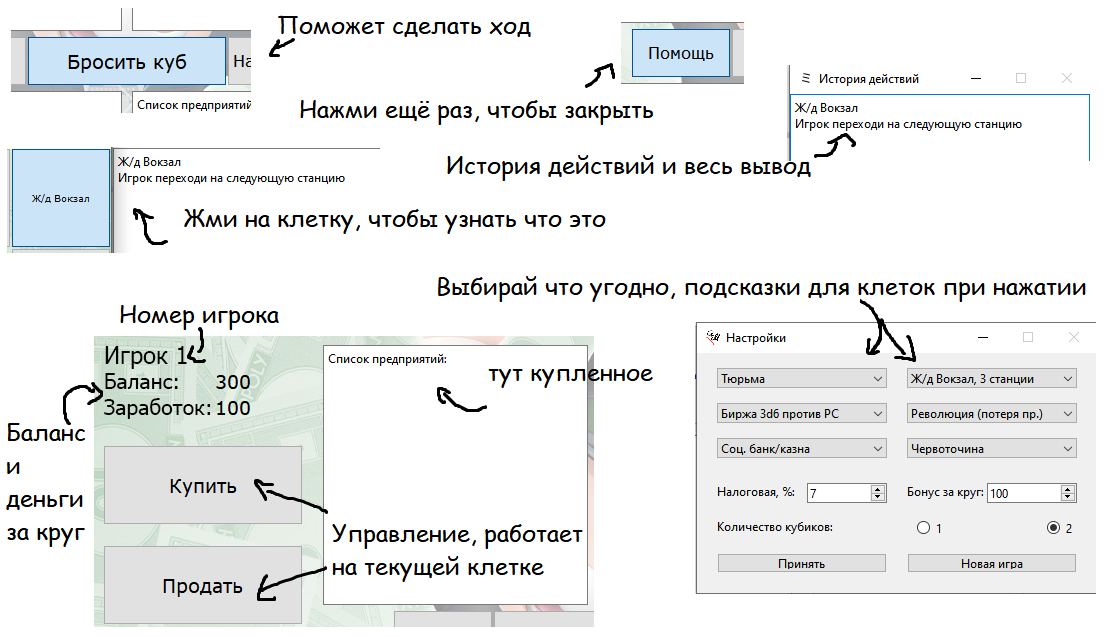 Поможет сделать ход
Бросить куб
На
Список предприятий
Помощь
Нажми ещё раз, чтобы закрыть
История действий
Ж/д Вокзал
Игрок переходи на следующую станцию
История действий и весь вывод
Ж/д Вокзал
Ж/д Вокзал
Игрок переходи на следующую станцию
Жми на клетку, чтобы узнать что это
Выбирай что угодно, подсказки для клеток при нажатии
Номер игрока
Игрок 1
Баланс: 300
Заработок: 100
Список предприятий:
тут купленное
Баланс
и
деньги
за круг
Купить
Продать
Управление, работает
на текущей клетке
Настройки
Тюрьма
Ж/д Вокзал, 3 станции
Биржа 3d6 против PC
Революция (потеря пр.)
Соц. банк/казна
Червоточина
Налоговая, %: 7
Бонус за круг: 100
Количество кубиков: 1 2
Принять
Новая игра